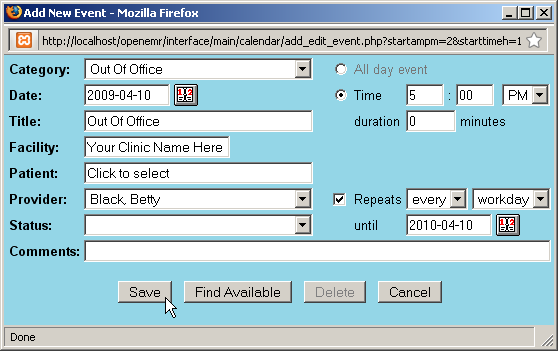 Add New Event - Mozilla Firefox
http://localhost/openemr/interface/main/calendar/add_edit_event.php?startampm=2&starttimeh=1
Category: Out Of Office All day event
Date: 2009-04-10 Time 5 : 00 PM
Title: Out Of Office duration 0 minutes
Facility: Your Clinic Name Here
Patient: Click to select
Provider: Black, Betty Repeats every workday
Status: until 2010-04-10
Comments:
Save Find Available Delete Cancel
Done